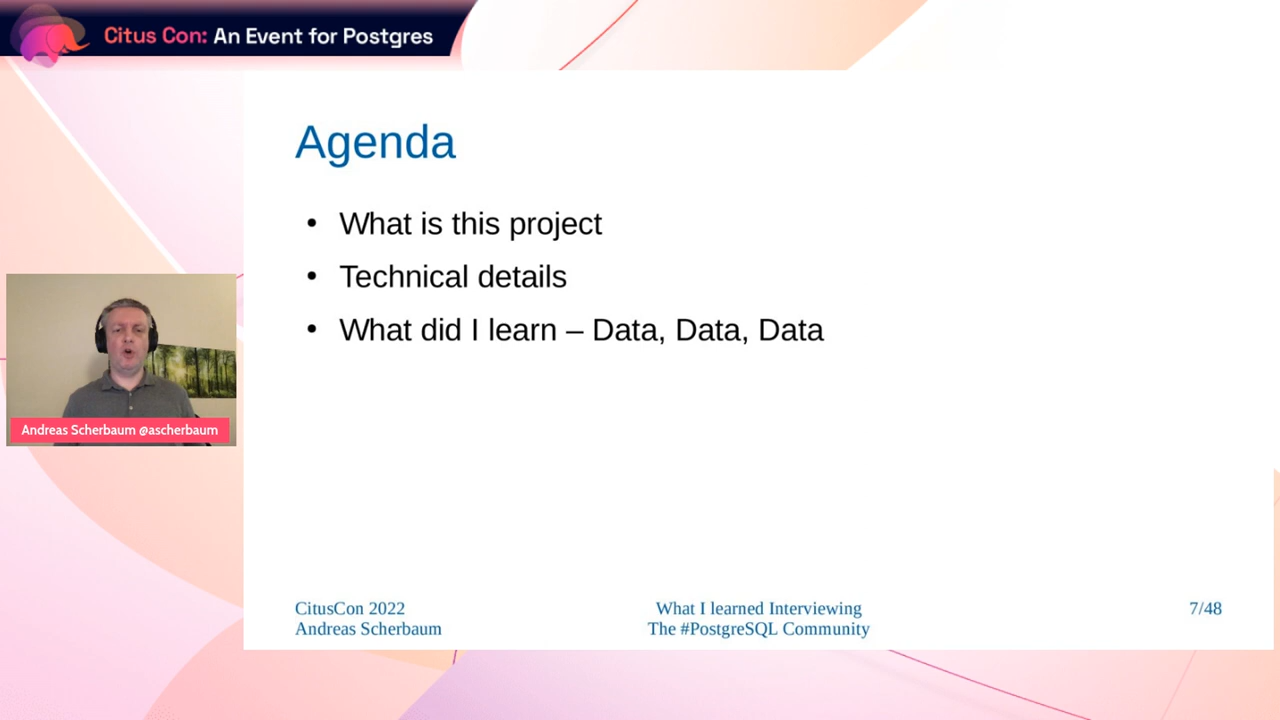 Citus Con: An Event for Postgres
Agenda
• What is this project
• Technical details
• What did I learn – Data, Data, Data
Andreas Scherbaum @ascherbaum
CitusCon 2022
Andreas Scherbaum
What I learned Interviewing
The #PostgreSQL Community
7/48